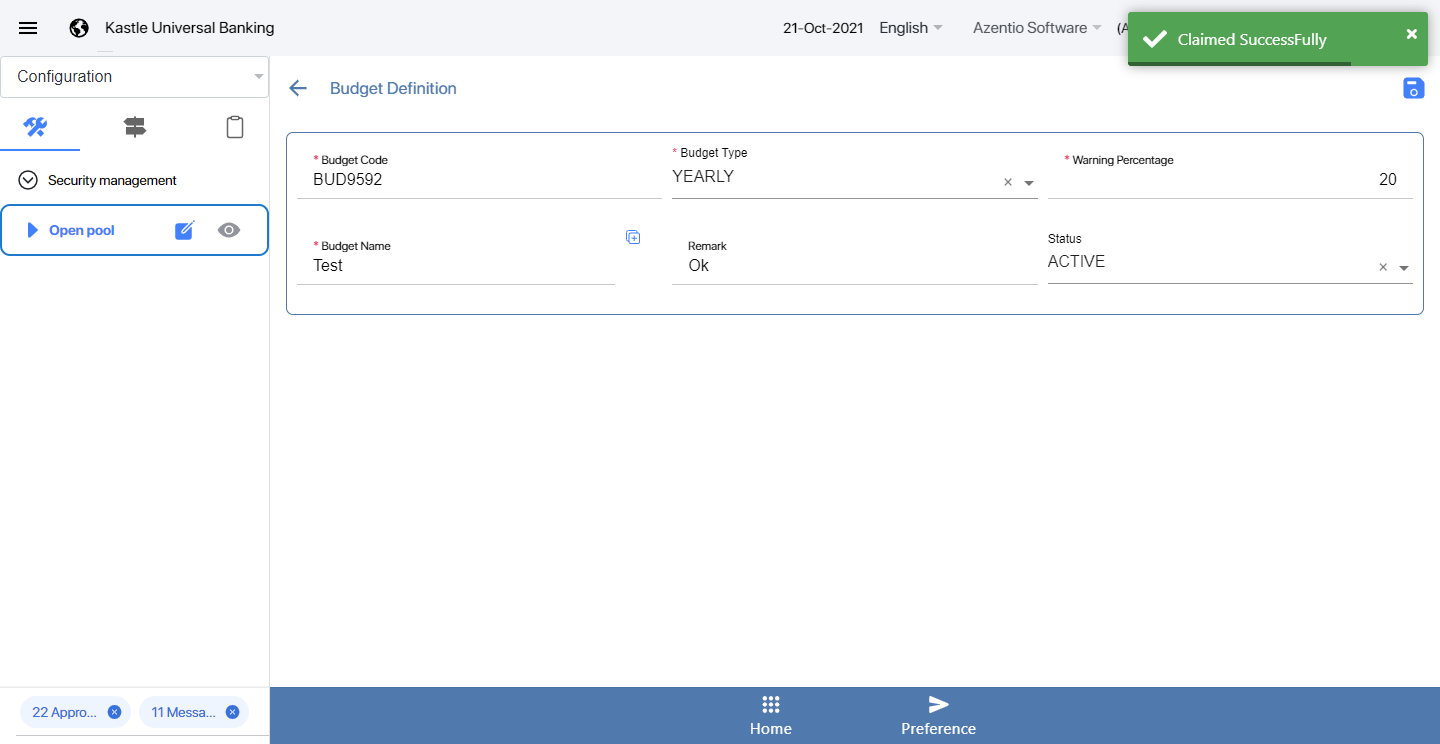 Kastle Universal Banking
21-Oct-2021
English
Azentio Software
(A
Claimed SuccessFully
Configuration
Budget Definition
Security management
Open pool
* Budget Code
BUD9592
* Budget Type
YEARLY
* Warning Percentage
20
* Budget Name
Test
Remark
Ok
Status
ACTIVE
22 Appro...
11 Messa...
Home
Preference